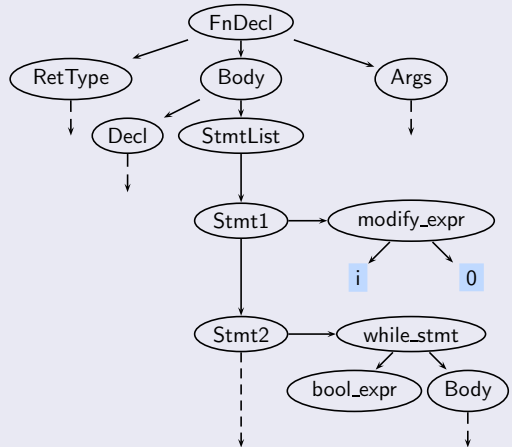 FnDecl
RetType
Body
Args
Decl
StmtList
Stmt1
modify_expr
i
0
Stmt2
while_stmt
bool_expr
Body